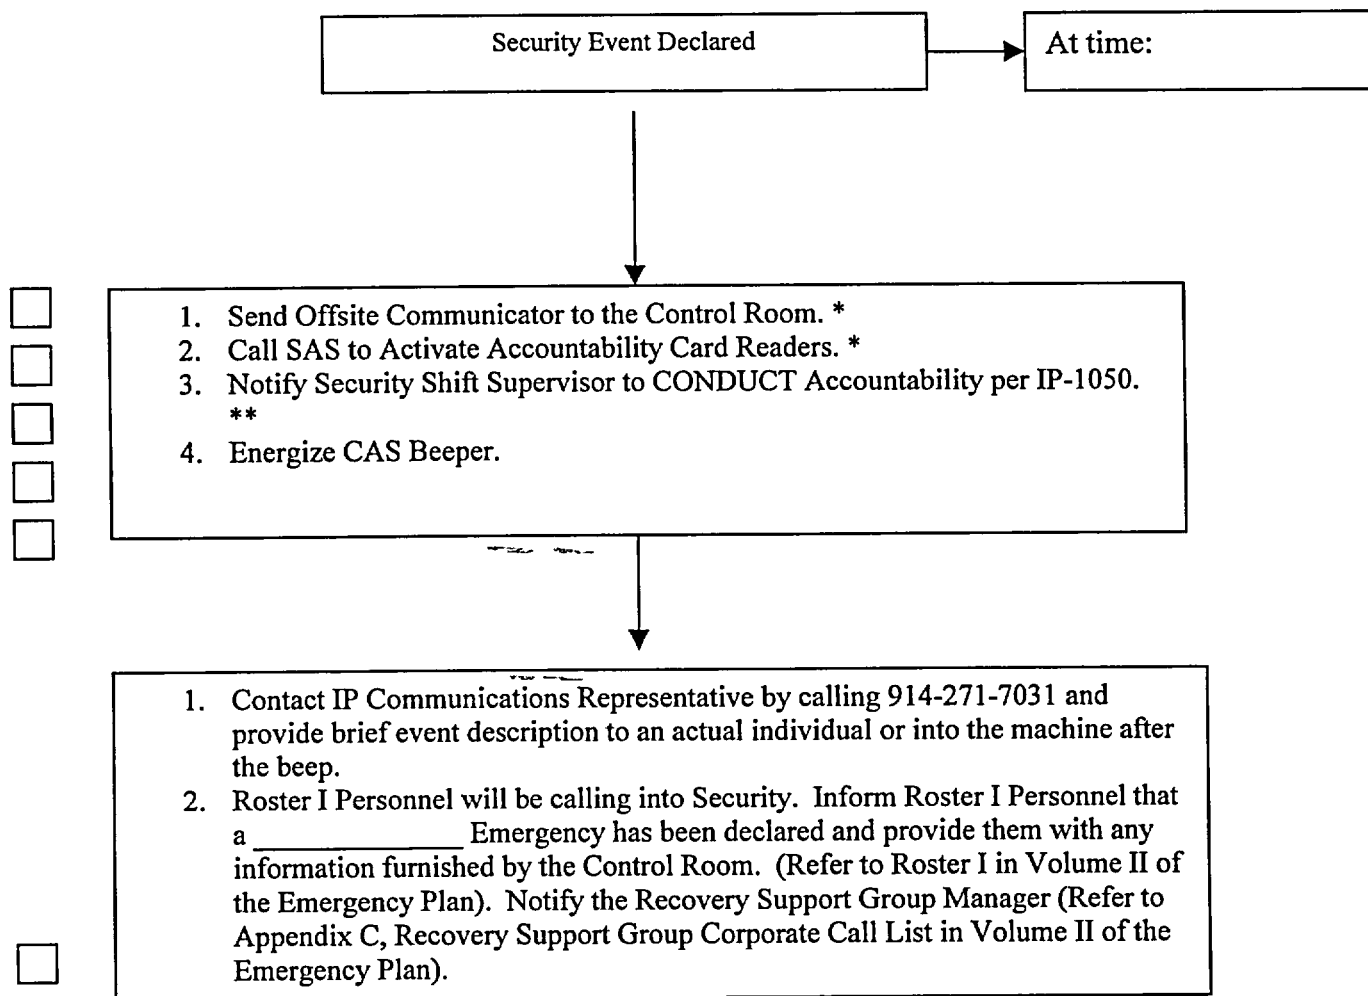 Security Event Declared
At time:
1. Send Offsite Communicator to the Control Room. *
2. Call SAS to Activate Accountability Card Readers. *
3. Notify Security Shift Supervisor to CONDUCT Accountability per IP-1050.
**
4. Energize CAS Beeper.
1. Contact IP Communications Representative by calling 914-271-7031 and
provide brief event description to an actual individual or into the machine after
the beep.
2. Roster I Personnel will be calling into Security. Inform Roster I Personnel that
a ________________ Emergency has been declared and provide them with any
information furnished by the Control Room. (Refer to Roster I in Volume II of
the Emergency Plan). Notify the Recovery Support Group Manager (Refer to
Appendix C, Recovery Support Group Corporate Call List in Volume II of the
Emergency Plan).